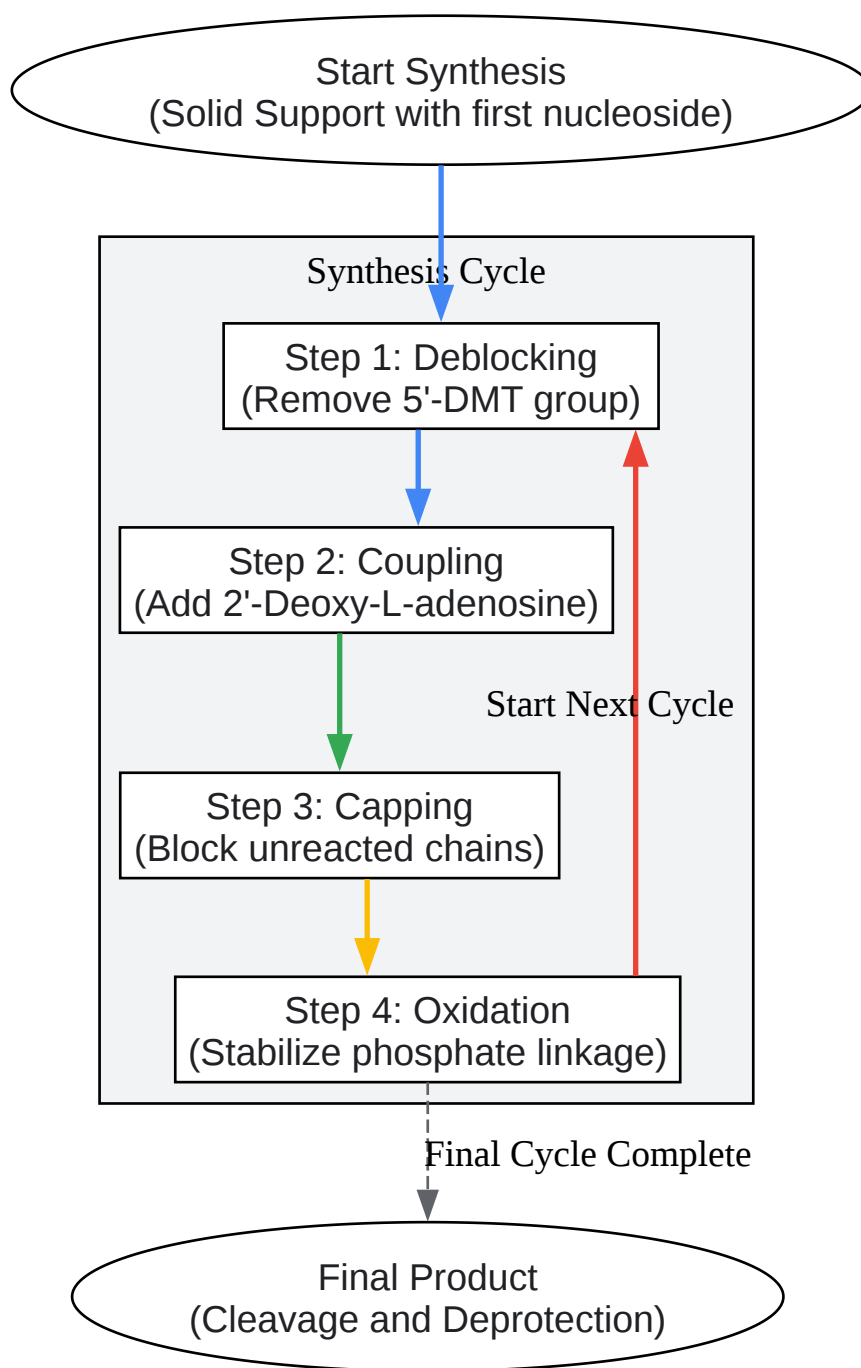 Start Synthesis
(Solid Support with first nucleoside)
Synthesis Cycle
Step 1: Deblocking
(Remove 5'-DMT group)
Step 2: Coupling
(Add 2'-Deoxy-L-adenosine)
Start Next Cycle
Step 3: Capping
(Block unreacted chains)
Step 4: Oxidation
(Stabilize phosphate linkage)
Final Cycle Complete
Final Product
(Cleavage and Deprotection)